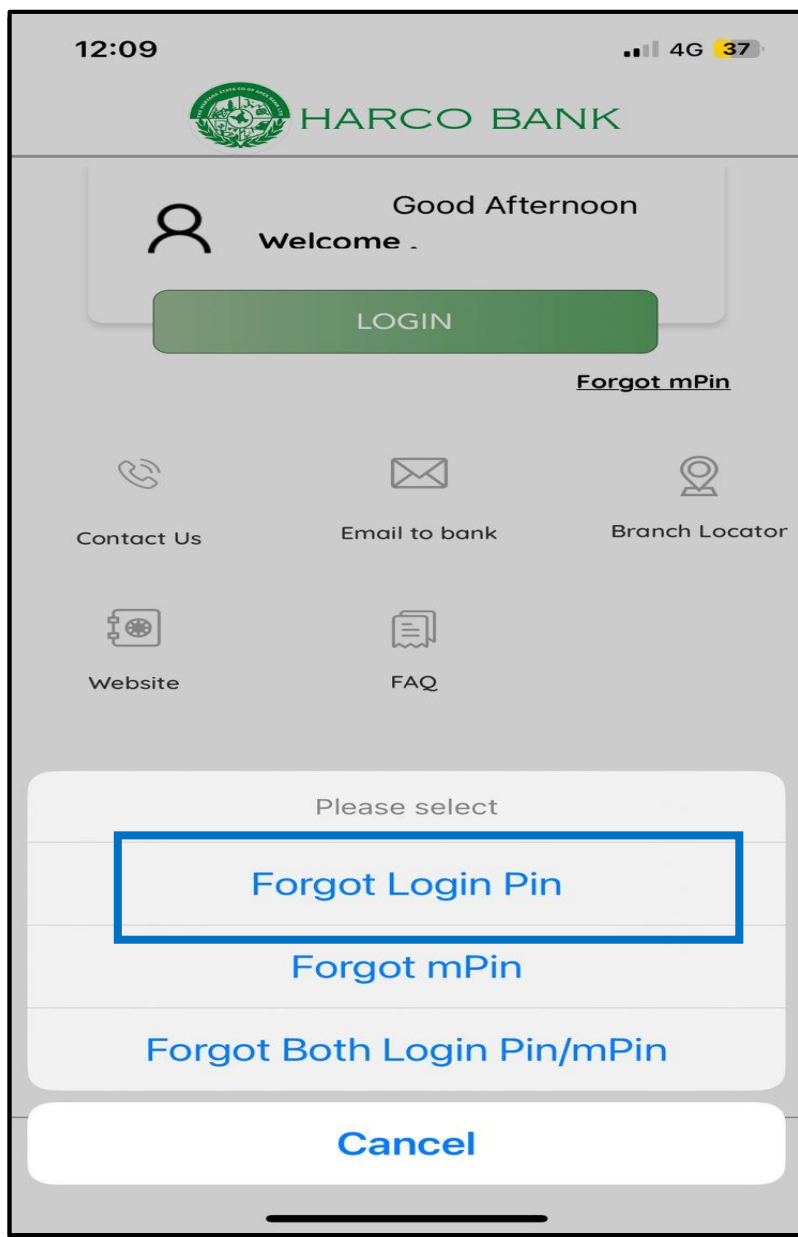 12:09 4G 37
HARCO BANK
Good Afternoon
Welcome .
LOGIN
Forgot mPin
Contact Us Email to bank Branch Locator
Website FAQ
Please select
Forgot Login Pin
Forgot mPin
Forgot Both Login Pin/mPin
Cancel